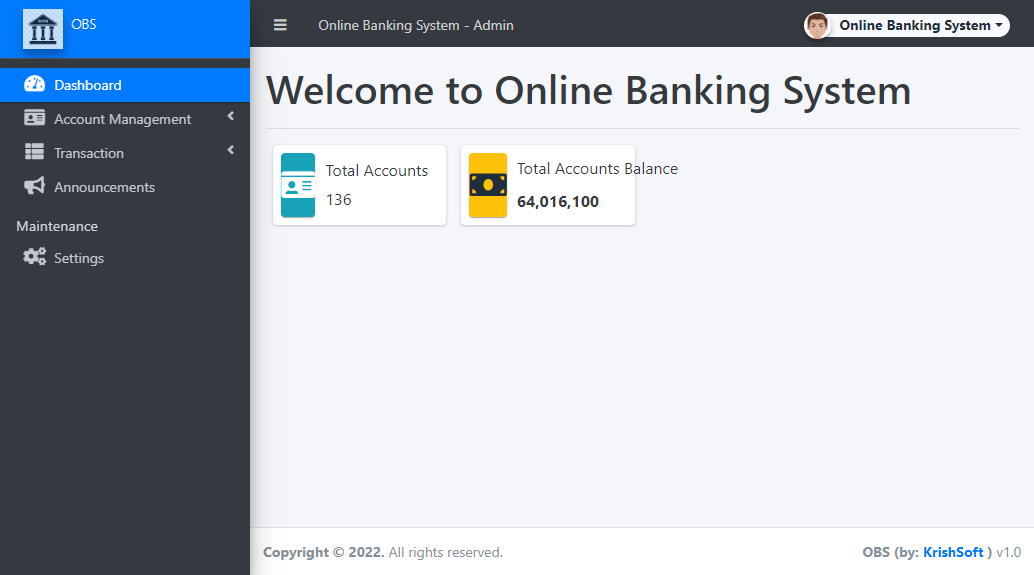 OBS
Online Banking System - Admin
Online Banking System
Dashboard
Account Management
Transaction
Announcements
Maintenance
Settings
Welcome to Online Banking System
Total Accounts
136
Total Accounts Balance
64,016,100
Copyright © 2022. All rights reserved.
OBS (by: KrishSoft ) v1.0